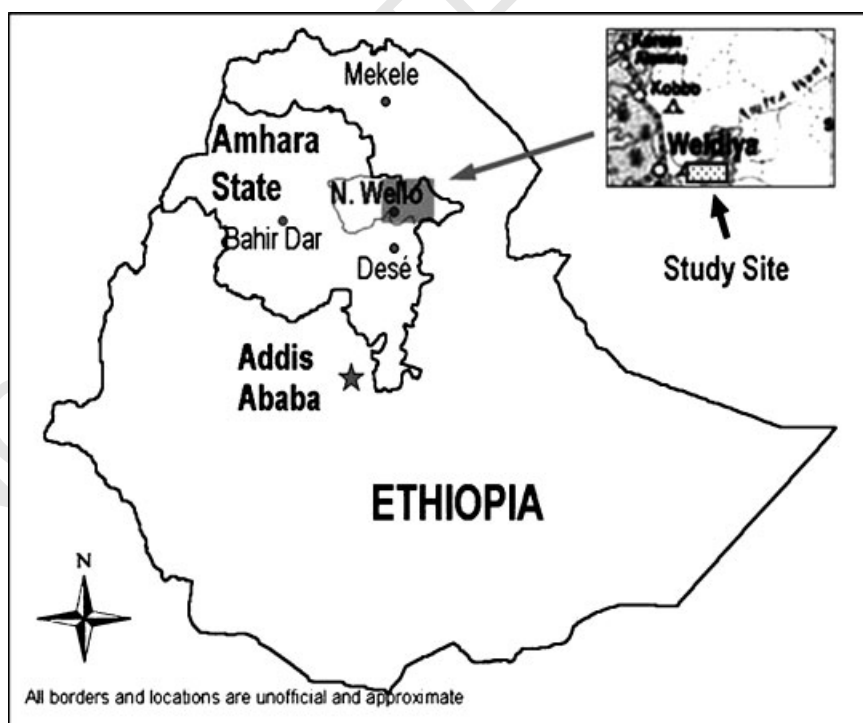 Mekele
Amhara
State
N. Wello
Bahir Dar
Desé
Kobbo
Weldiya
Study Site
Addis
Ababa
ETHIOPIA
N
All borders and locations are unofficial and approximate